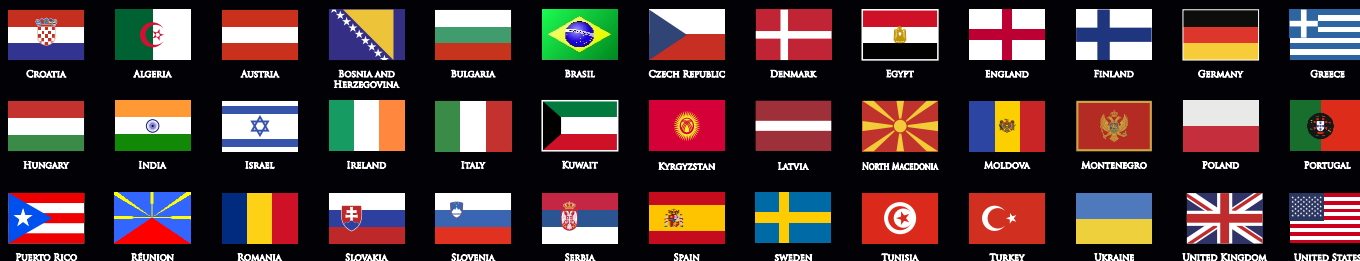 CROATIA
ALGERIA
AUSTRIA
BOSNIA AND
HERZEGOVINA
BULGARIA
BRASIL
CZECH REPUBLIC
DENMARK
EGYPT
ENGLAND
FINLAND
GERMANY
GREECE
HUNGARY
INDIA
ISRAEL
IRELAND
ITALY
KUWAIT
KYRGYZSTAN
LATVIA
NORTH MACEDONIA
MOLDOVA
MONTENEGRO
POLAND
PORTUGAL
PUERTO RICO
RÉUNION
ROMANIA
SLOVAKIA
SLOVENIA
SERBIA
SPAIN
SWEDEN
TUNISIA
TURKEY
UKRAINE
UNITED KINGDOM
UNITED STATES